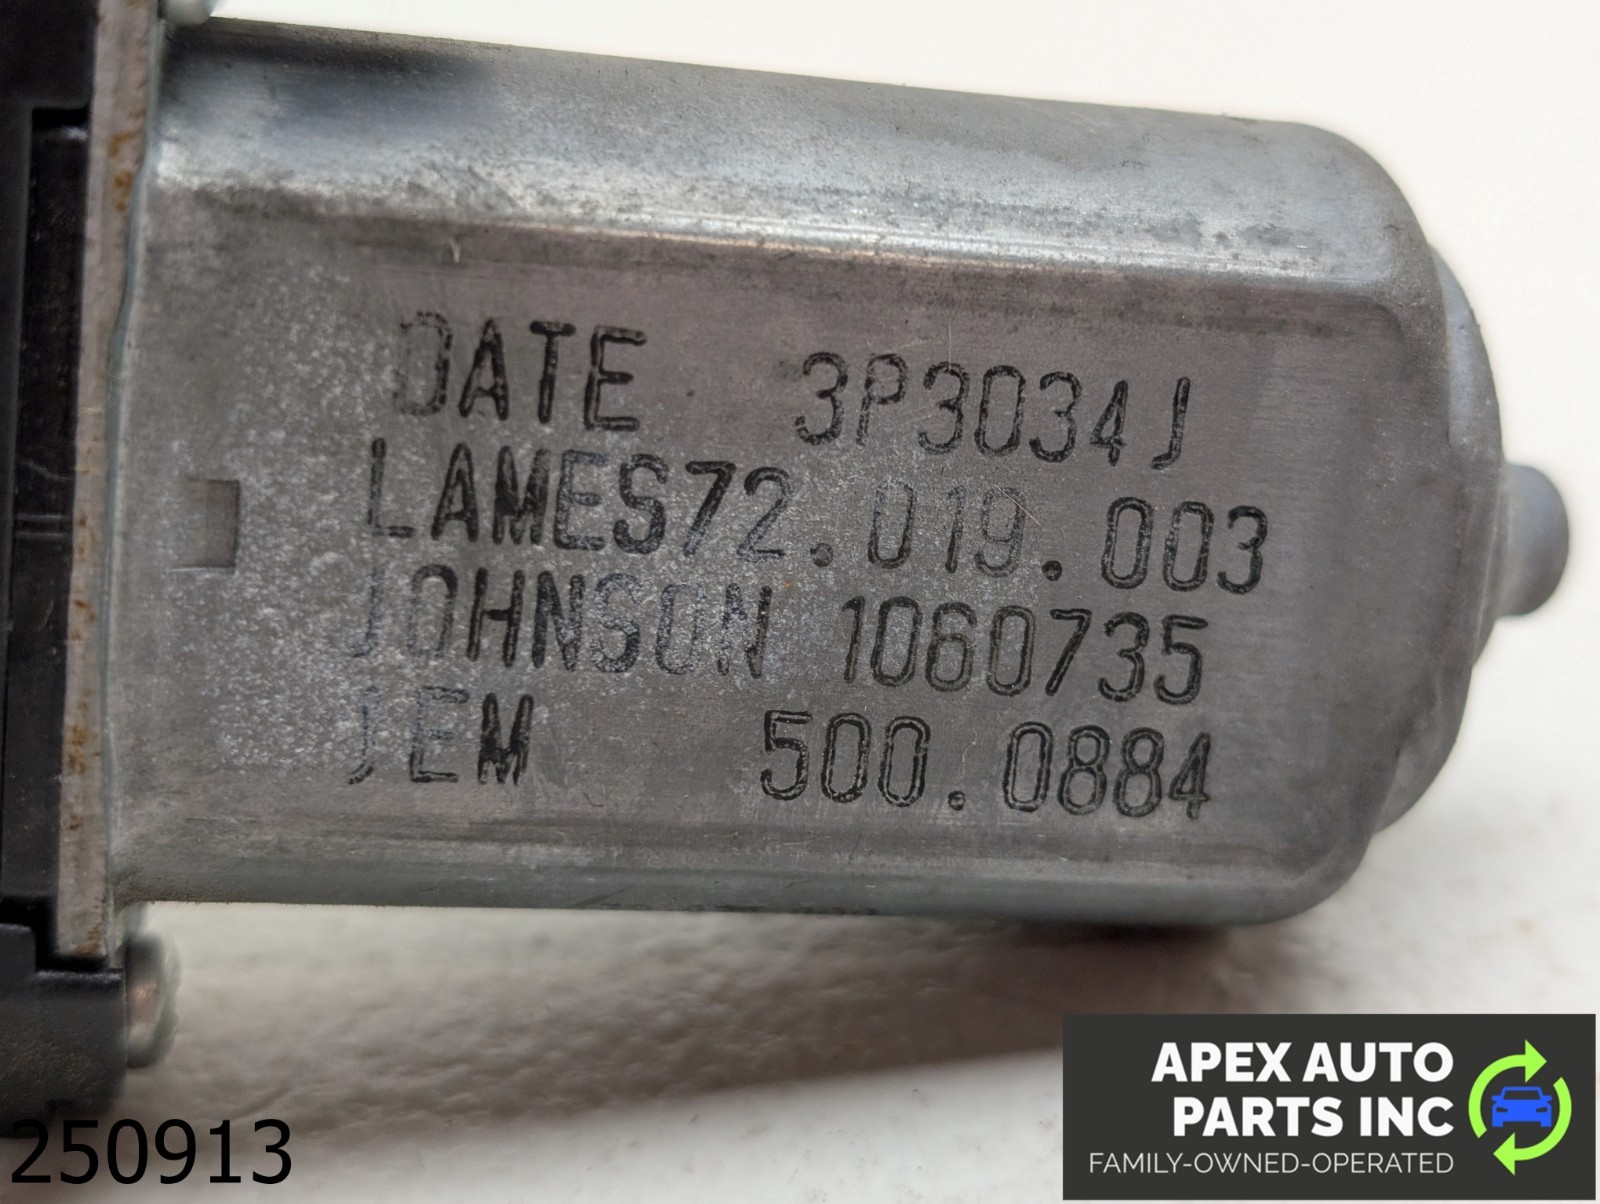 DATE 3P3034J
LAMES72.019.003
JOHNSON 1060735
JEM 500.0884
250913
APEX AUTO
PARTS INC
FAMILY-OWNED-OPERATED